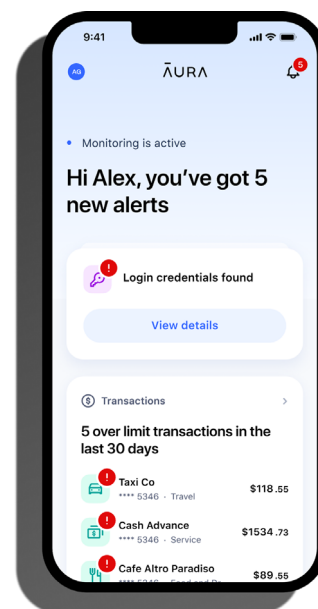 9:41
AG
ĀURA
5
• Monitoring is active
Hi Alex, you've got 5
new alerts
!
Login credentials found
View details
$ Transactions
5 over limit transactions in the
last 30 days
!
Taxi Co
**** 5346 · Travel
$118.55
!
Cash Advance
**** 5346 · Service
$1534.73
!
Cafe Altro Paradiso
**** 5346 ·
$89.55